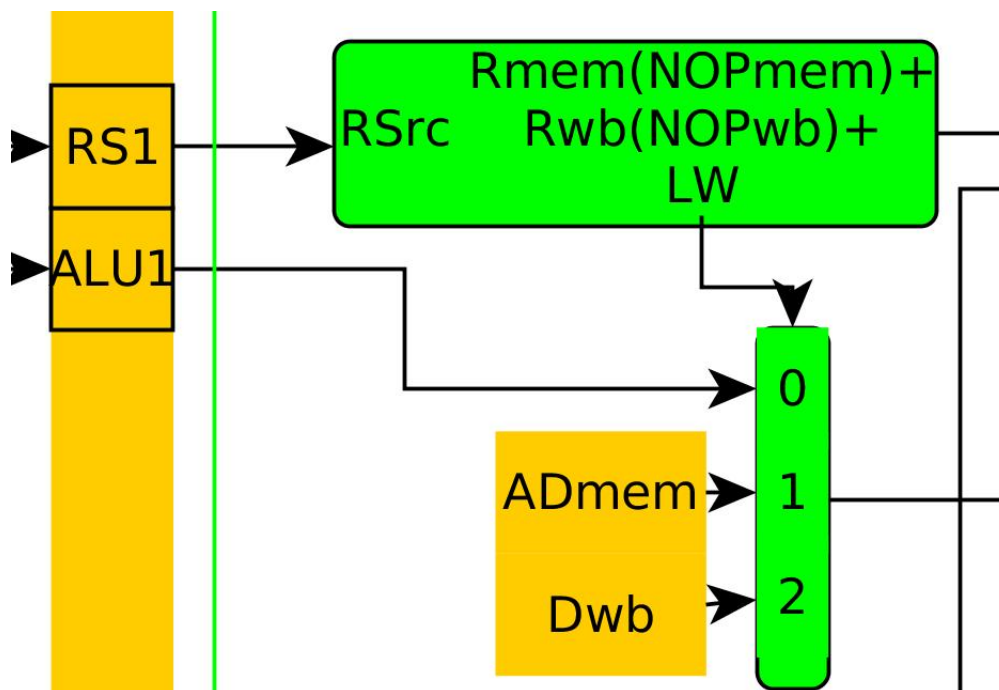 Rmem(NOPmem)+
RS1
RSrc
Rwb(NOPwb)+
LW
ALU1
0
ADmem
1
2
Dwb